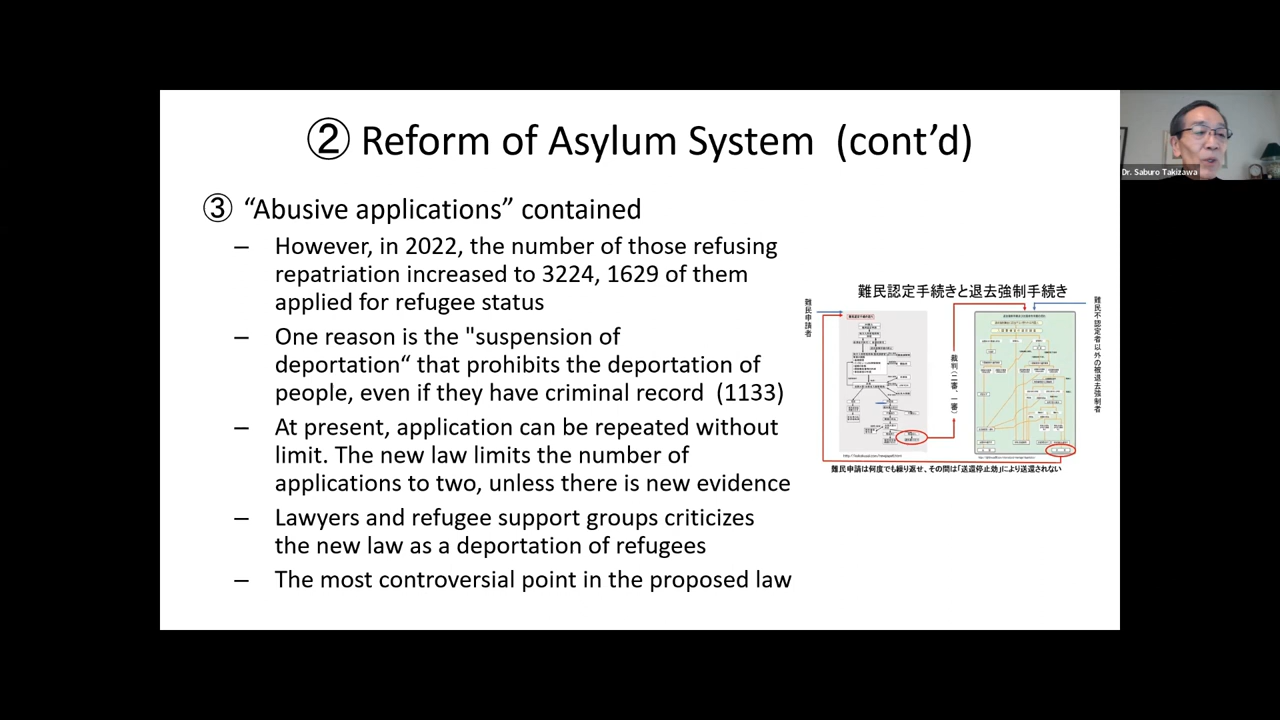 ② Reform of Asylum System (cont’d)
③ “Abusive applications” contained
– However, in 2022, the number of those refusing
repatriation increased to 3224, 1629 of them
applied for refugee status
– One reason is the "suspension of
deportation“ that prohibits the deportation of
people, even if they have criminal record (1133)
– At present, application can be repeated without
limit. The new law limits the number of
applications to two, unless there is new evidence
– Lawyers and refugee support groups criticizes
the new law as a deportation of refugees
– The most controversial point in the proposed law
難民認定手続きと退去強制手続き
難民申請者
裁判(二審、一審)
難民不認定者以外の被退去強制者
難民申請は何度でも繰り返せ、その間は「送還停止効」により送還されない
Dr. Saburo Takizawa